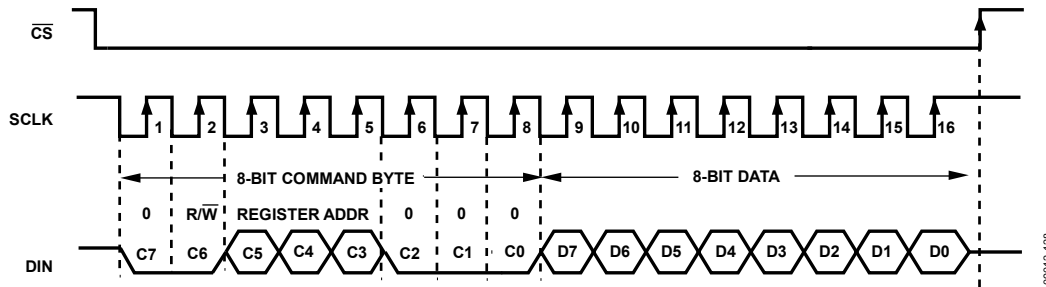 CS
SCLK
1 2 3 4 5 6 7 8 9 10 11 12 13 14 15 16
8-BIT COMMAND BYTE 8-BIT DATA
0 R/W REGISTER ADDR 0 0 0
DIN C7 C6 C5 C4 C3 C2 C1 C0 D7 D6 D5 D4 D3 D2 D1 D0